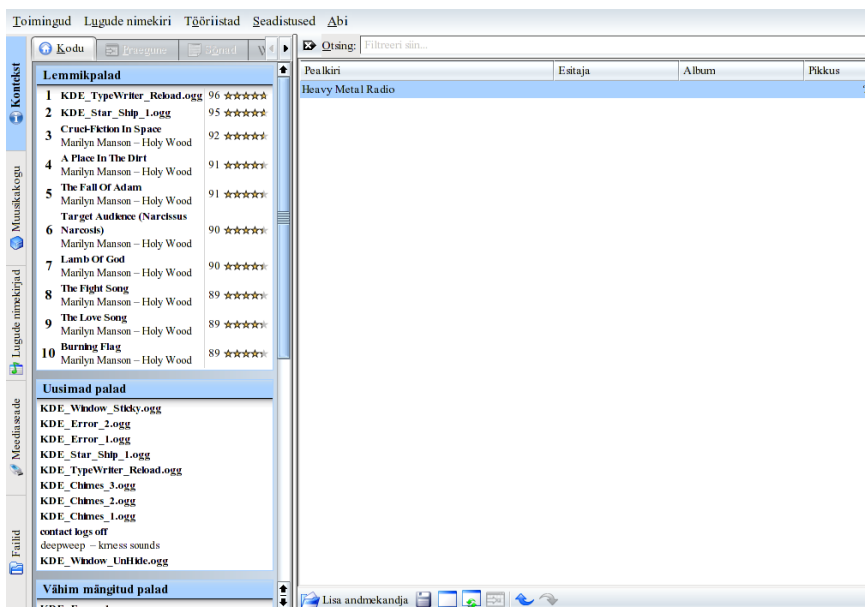 Toimingud Lugude nimekiri Tööriistad Seadistused Abi
Kodu Praegune Sõnad
Otsing: Filtreeri siin...
Kontekst
Muusikakogu
Lugude nimekirjad
Meediaseade
Failid
Lemmikpalad
1 KDE_TypeWriter_Reload.ogg 96
2 KDE_Star_Ship_1.ogg 95
3 Cruci-Fiction In Space 92
Marilyn Manson – Holy Wood
4 A Place In The Dirt 91
Marilyn Manson – Holy Wood
5 The Fall Of Adam 91
Marilyn Manson – Holy Wood
6 Target Audience (Narcissus
Narcosis) 90
Marilyn Manson – Holy Wood
7 Lamb Of God 90
Marilyn Manson – Holy Wood
8 The Fight Song 89
Marilyn Manson – Holy Wood
9 The Love Song 89
Marilyn Manson – Holy Wood
10 Burning Flag 89
Marilyn Manson – Holy Wood
Uusimad palad
KDE_Window_Sticky.ogg
KDE_Error_2.ogg
KDE_Error_1.ogg
KDE_Star_Ship_1.ogg
KDE_TypeWriter_Reload.ogg
KDE_Chimes_3.ogg
KDE_Chimes_2.ogg
KDE_Chimes_1.ogg
contact logs off
deepweep – kmess sounds
KDE_Window_UnHide.ogg
Vähim mängitud palad
Pealkiri Esitaja Album Pikkus
Heavy Metal Radio
Lisa andmekandja